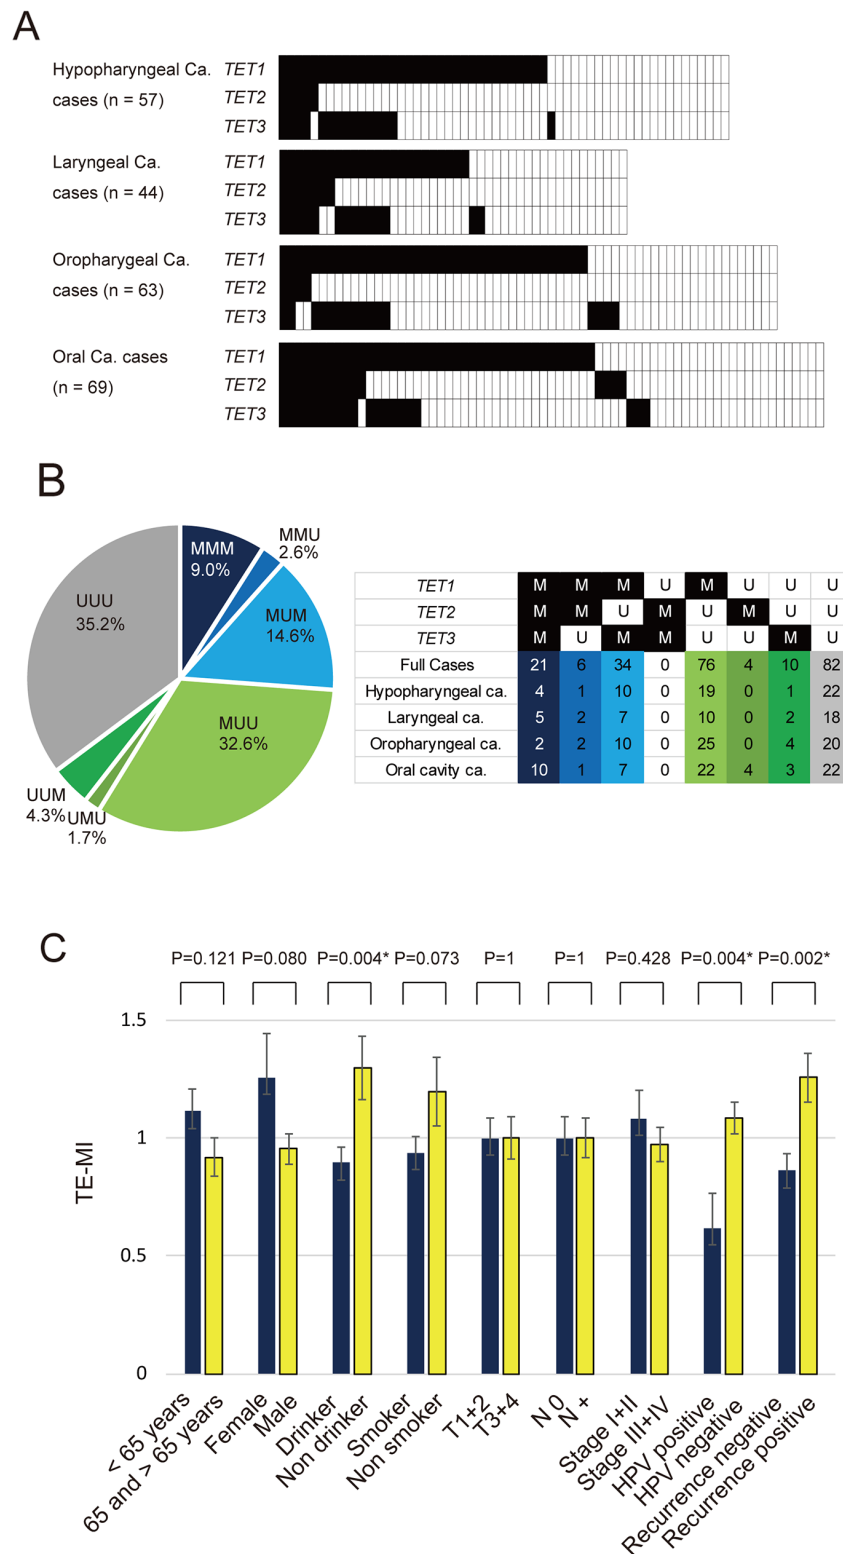 A
Hypopharyngeal Ca.
cases (n = 57)
TET1
TET2
TET3
Laryngeal Ca.
cases (n = 44)
TET1
TET2
TET3
Oropharygeal Ca.
cases (n = 63)
TET1
TET2
TET3
Oral Ca. cases
(n = 69)
TET1
TET2
TET3
B
MMM
9.0%
MMU
2.6%
MUM
14.6%
MUU
32.6%
UMU
1.7%
UUM
4.3%
UUU
35.2%
TET1 M M M U M U U U
TET2 M M U M U M U U
TET3 M U M M U U M U
Full Cases 21 6 34 0 76 4 10 82
Hypopharyngeal ca. 4 1 10 0 19 0 1 22
Laryngeal ca. 5 2 7 0 10 0 2 18
Oropharyngeal ca. 2 2 10 0 25 0 4 20
Oral cavity ca. 10 1 7 0 22 4 3 22
C
P=0.121 P=0.080 P=0.004* P=0.073 P=1 P=1 P=0.428 P=0.004* P=0.002*
TE-MI
1.5
1
0.5
0
< 65 years
65 and > 65 years
Female
Male
Drinker
Non drinker
Smoker
Non smoker
T1+2
T3+4
N 0
N +
Stage I+II
Stage III+IV
HPV positive
HPV negative
Recurrence negative
Recurrence positive